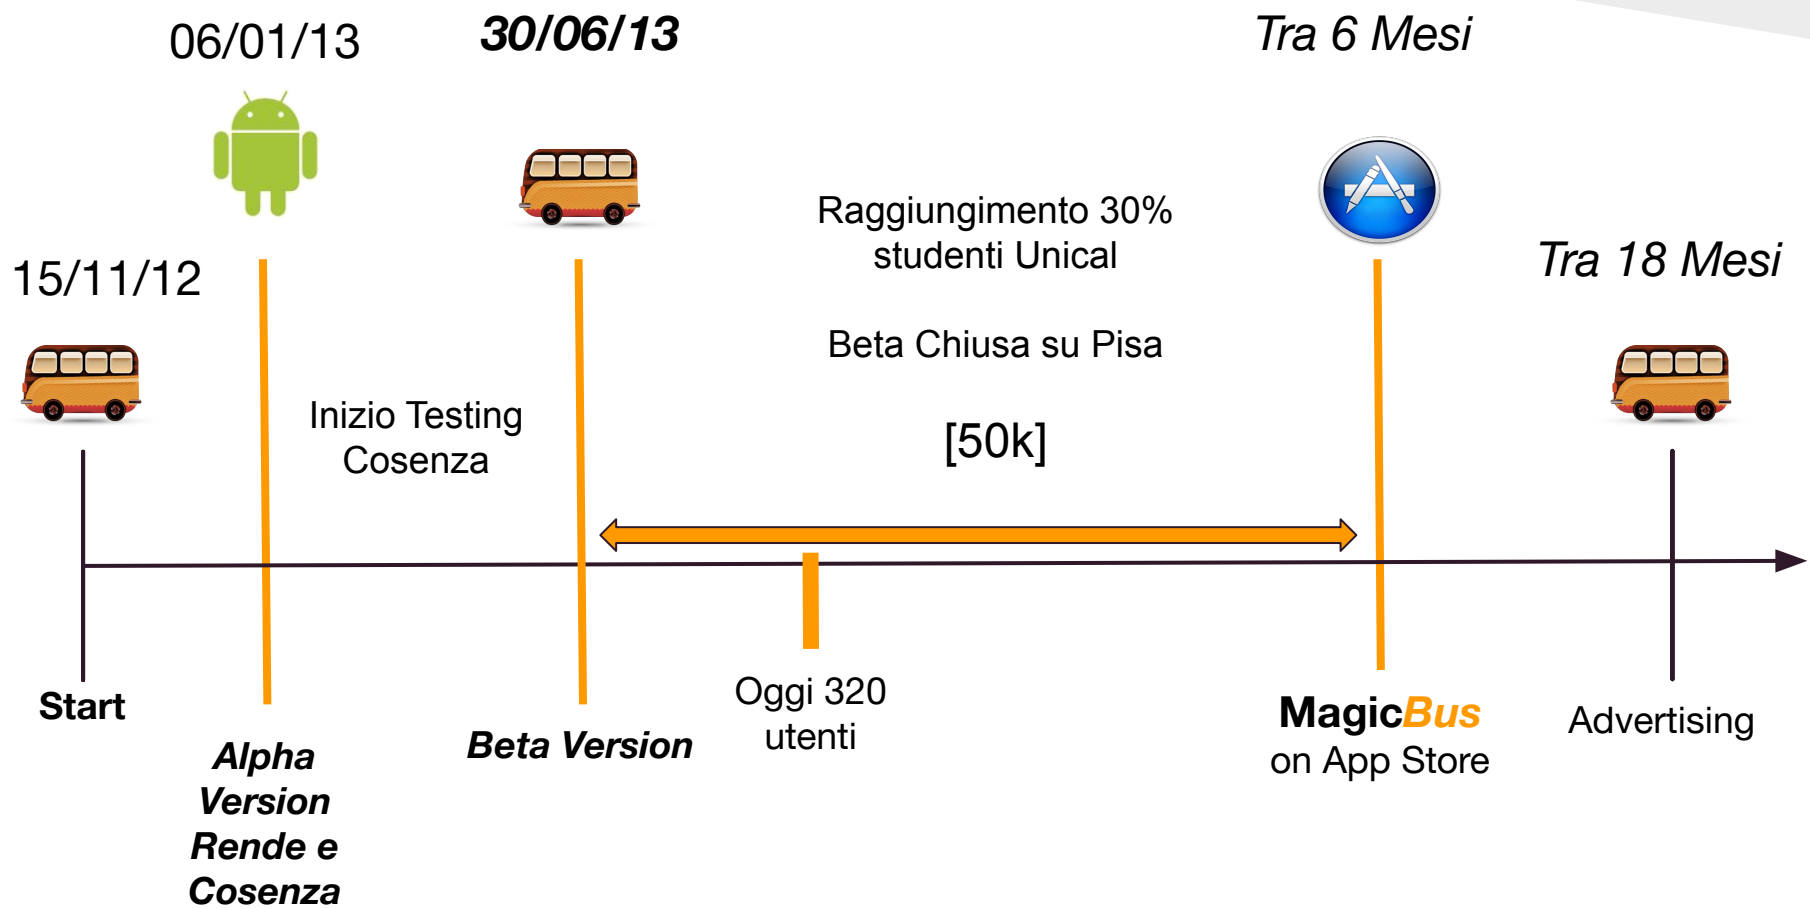 06/01/13
30/06/13
Tra 6 Mesi
15/11/12
Raggiungimento 30%
studenti Unical
Tra 18 Mesi
Beta Chiusa su Pisa
Inizio Testing
Cosenza
[50k]
Start
Alpha
Version
Rende e
Cosenza
Beta Version
Oggi 320
utenti
MagicBus
on App Store
Advertising